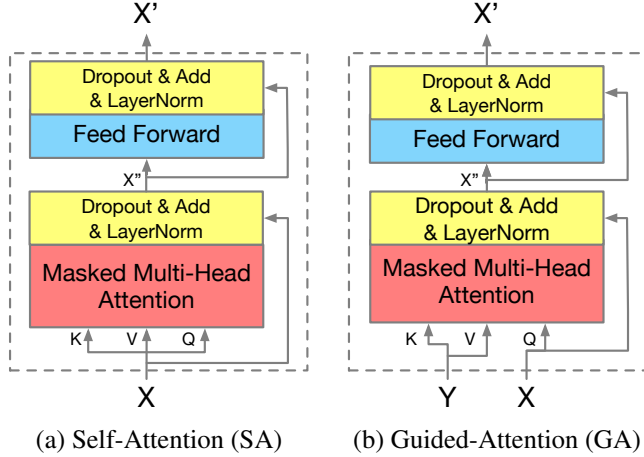 X'
Dropout & Add
& LayerNorm
Feed Forward
X"
Dropout & Add
& LayerNorm
Masked Multi-Head
Attention
K
V
Q
X
(a) Self-Attention (SA)
X'
Dropout & Add
& LayerNorm
Feed Forward
X"
Dropout & Add
& LayerNorm
Masked Multi-Head
Attention
K
V
Q
Y
X
(b) Guided-Attention (GA)